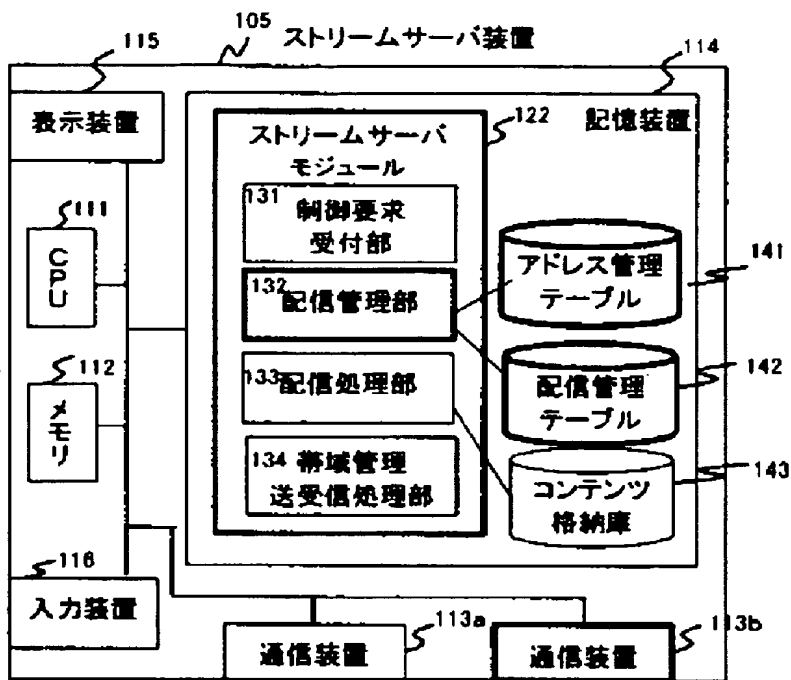 105 ストリームサーバ装置
115
114
表示装置
記憶装置
122
ストリームサーバ
モジュール
131
制御要求
受付部
111
CPU
132
配信管理部
アドレス管理
テーブル
141
112
メモリ
133
配信処理部
配信管理
テーブル
142
134
帯域管理
送受信処理部
コンテンツ
格納庫
143
116
入力装置
通信装置
113a
通信装置
113b